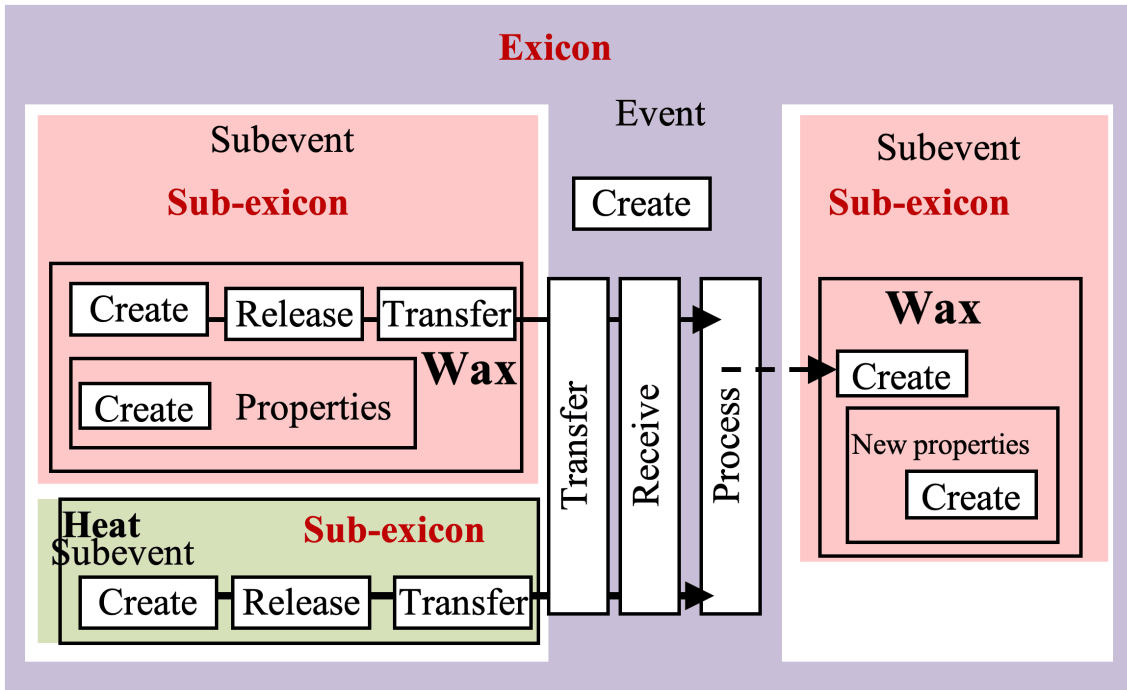 Exicon
Event
Create
Subevent
Sub-exicon
Create
Release
Transfer
Wax
Create
Properties
Heat
Subevent
Sub-exicon
Create
Release
Transfer
Transfer
Receive
Process
Subevent
Sub-exicon
Wax
Create
New properties
Create